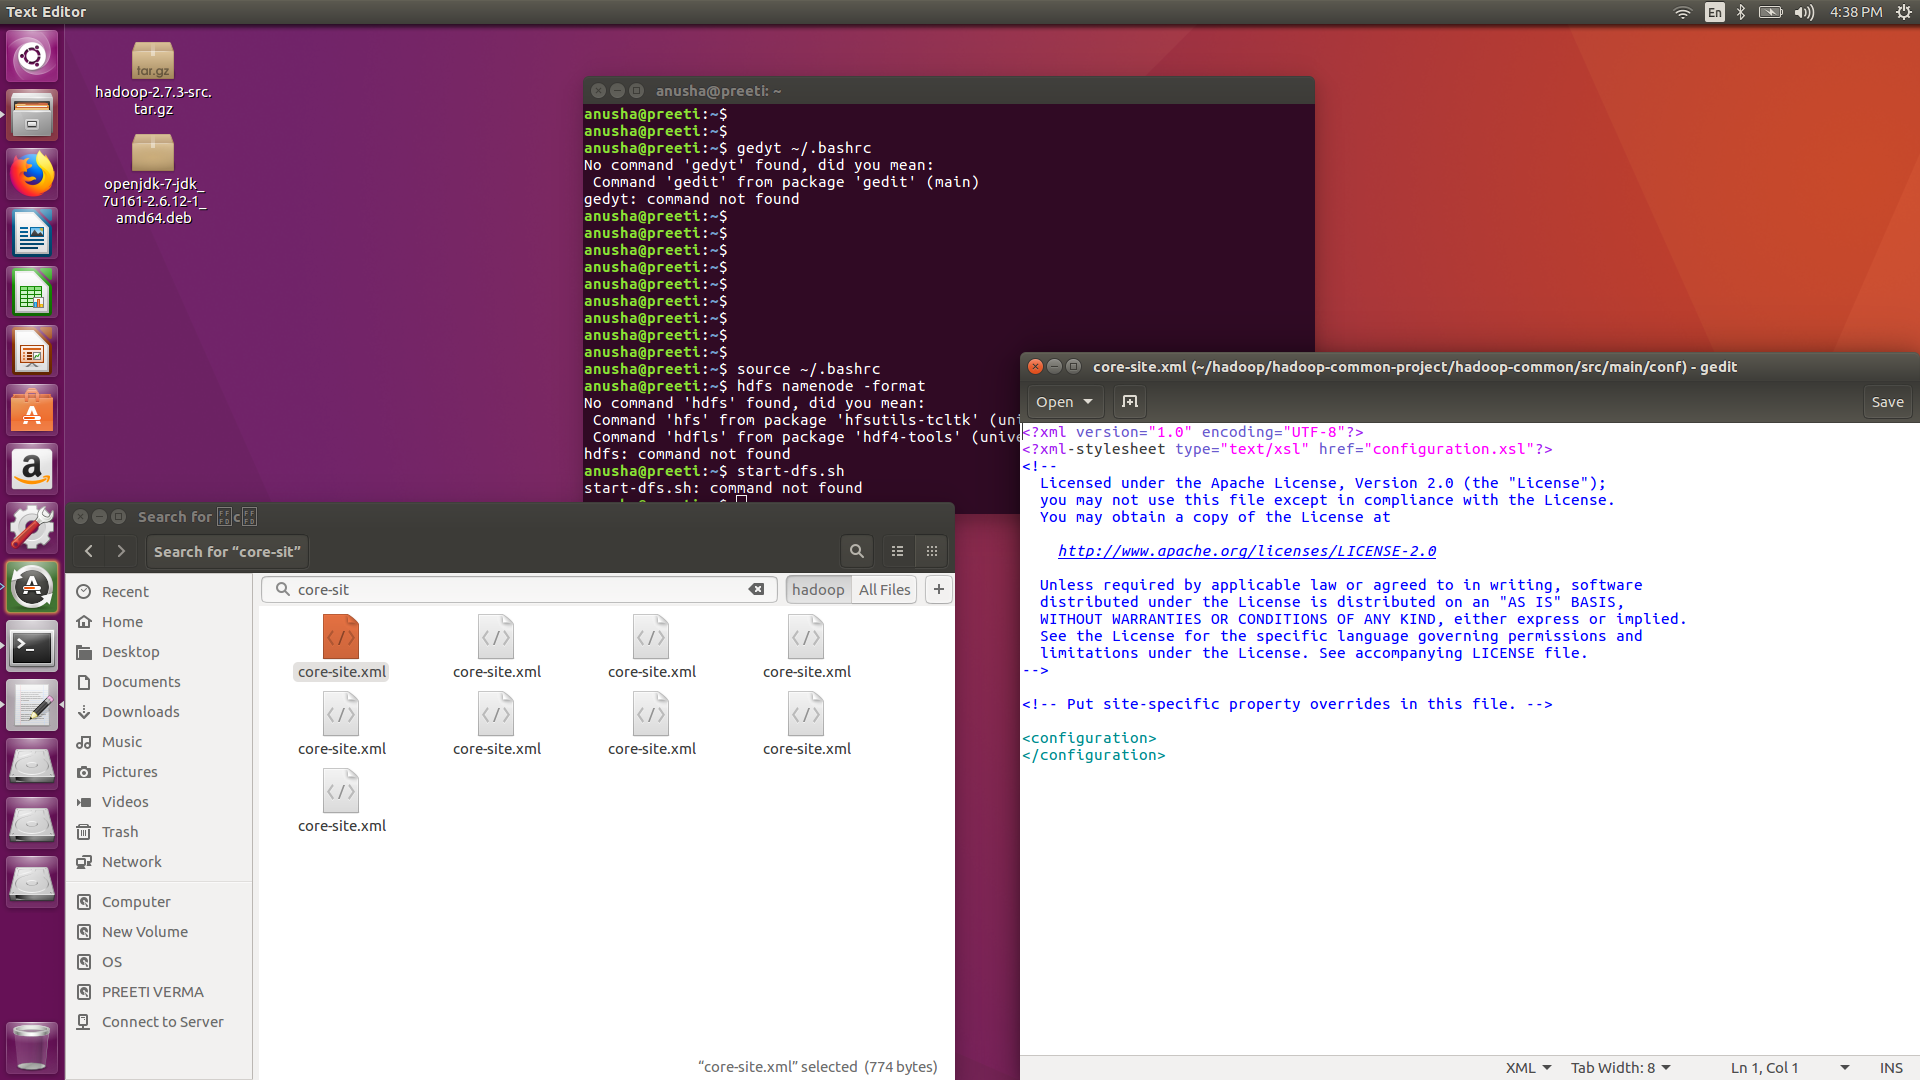 Text Editor
En
4:38 PM
tar.gz
hadoop-2.7.3-src.
tar.gz
openjdk-7-jdk_
7u161-2.6.12-1_
amd64.deb
anusha@preeti: ~
anusha@preeti:~$
anusha@preeti:~$
anusha@preeti:~$ gedyt ~/.bashrc
No command 'gedyt' found, did you mean:
Command 'gedit' from package 'gedit' (main)
gedyt: command not found
anusha@preeti:~$
anusha@preeti:~$
anusha@preeti:~$
anusha@preeti:~$
anusha@preeti:~$
anusha@preeti:~$
anusha@preeti:~$
anusha@preeti:~$
anusha@preeti:~$
anusha@preeti:~$ source ~/.bashrc
anusha@preeti:~$ hdfs namenode -format
No command 'hdfs' found, did you mean:
Command 'hfs' from package 'hfsutils-tcltk' (uni
Command 'hdfls' from package 'hdf4-tools' (unive
hdfs: command not found
anusha@preeti:~$ start-dfs.sh
start-dfs.sh: command not found
Search for c
Search for “core-sit”
core-sit
hadoop
All Files
Recent
Home
Desktop
Documents
Downloads
Music
Pictures
Videos
Trash
Network
Computer
New Volume
OS
PREETI VERMA
Connect to Server
core-site.xml
core-site.xml
core-site.xml
core-site.xml
core-site.xml
core-site.xml
core-site.xml
core-site.xml
core-site.xml
“core-site.xml” selected (774 bytes)
core-site.xml (~/hadoop/hadoop-common-project/hadoop-common/src/main/conf) - gedit
Open
Save
<?xml version="1.0" encoding="UTF-8"?>
<?xml-stylesheet type="text/xsl" href="configuration.xsl"?>
<!--
Licensed under the Apache License, Version 2.0 (the "License");
you may not use this file except in compliance with the License.
You may obtain a copy of the License at
http://www.apache.org/licenses/LICENSE-2.0
Unless required by applicable law or agreed to in writing, software
distributed under the License is distributed on an "AS IS" BASIS,
WITHOUT WARRANTIES OR CONDITIONS OF ANY KIND, either express or implied.
See the License for the specific language governing permissions and
limitations under the License. See accompanying LICENSE file.
-->
<!-- Put site-specific property overrides in this file. -->
<configuration>
</configuration>
XML
Tab Width: 8
Ln 1, Col 1
INS